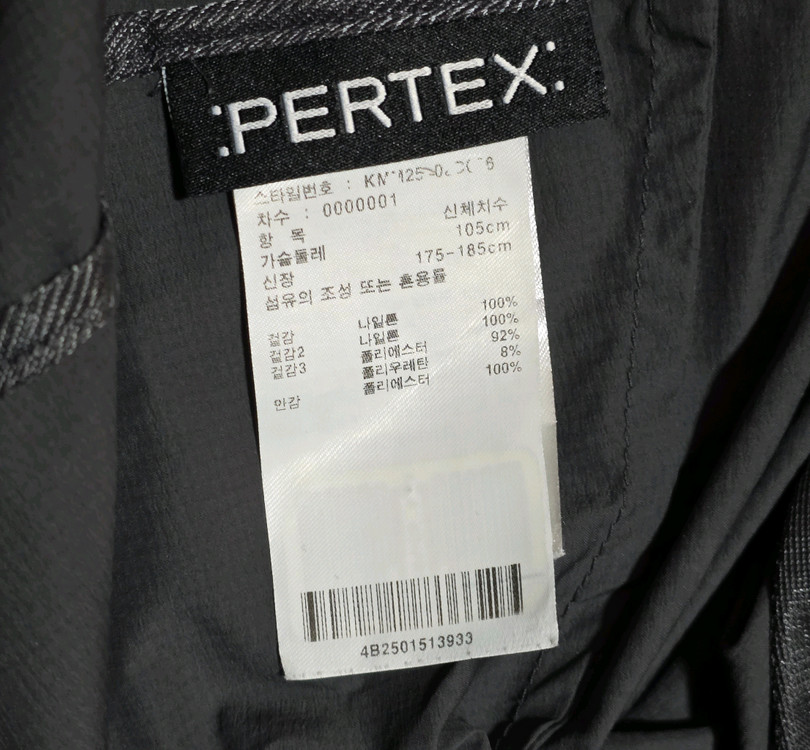 :PERTEX:
스타일번호 :
차수 : 0000001
항 목 신체치수
가슴둘레 105cm
신장 175-185cm
섬유의 조성 또는 혼용률
겉감 나일론 100%
겉감2 나일론 100%
겉감3 폴리에스터 92%
폴리우레탄 8%
안감 폴리에스터 100%
4B2501513933